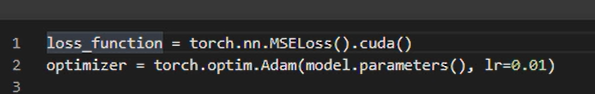 1 loss_function = torch.nn.MSELoss().cuda()
2 optimizer = torch.optim.Adam(model.parameters(), lr=0.01)
3